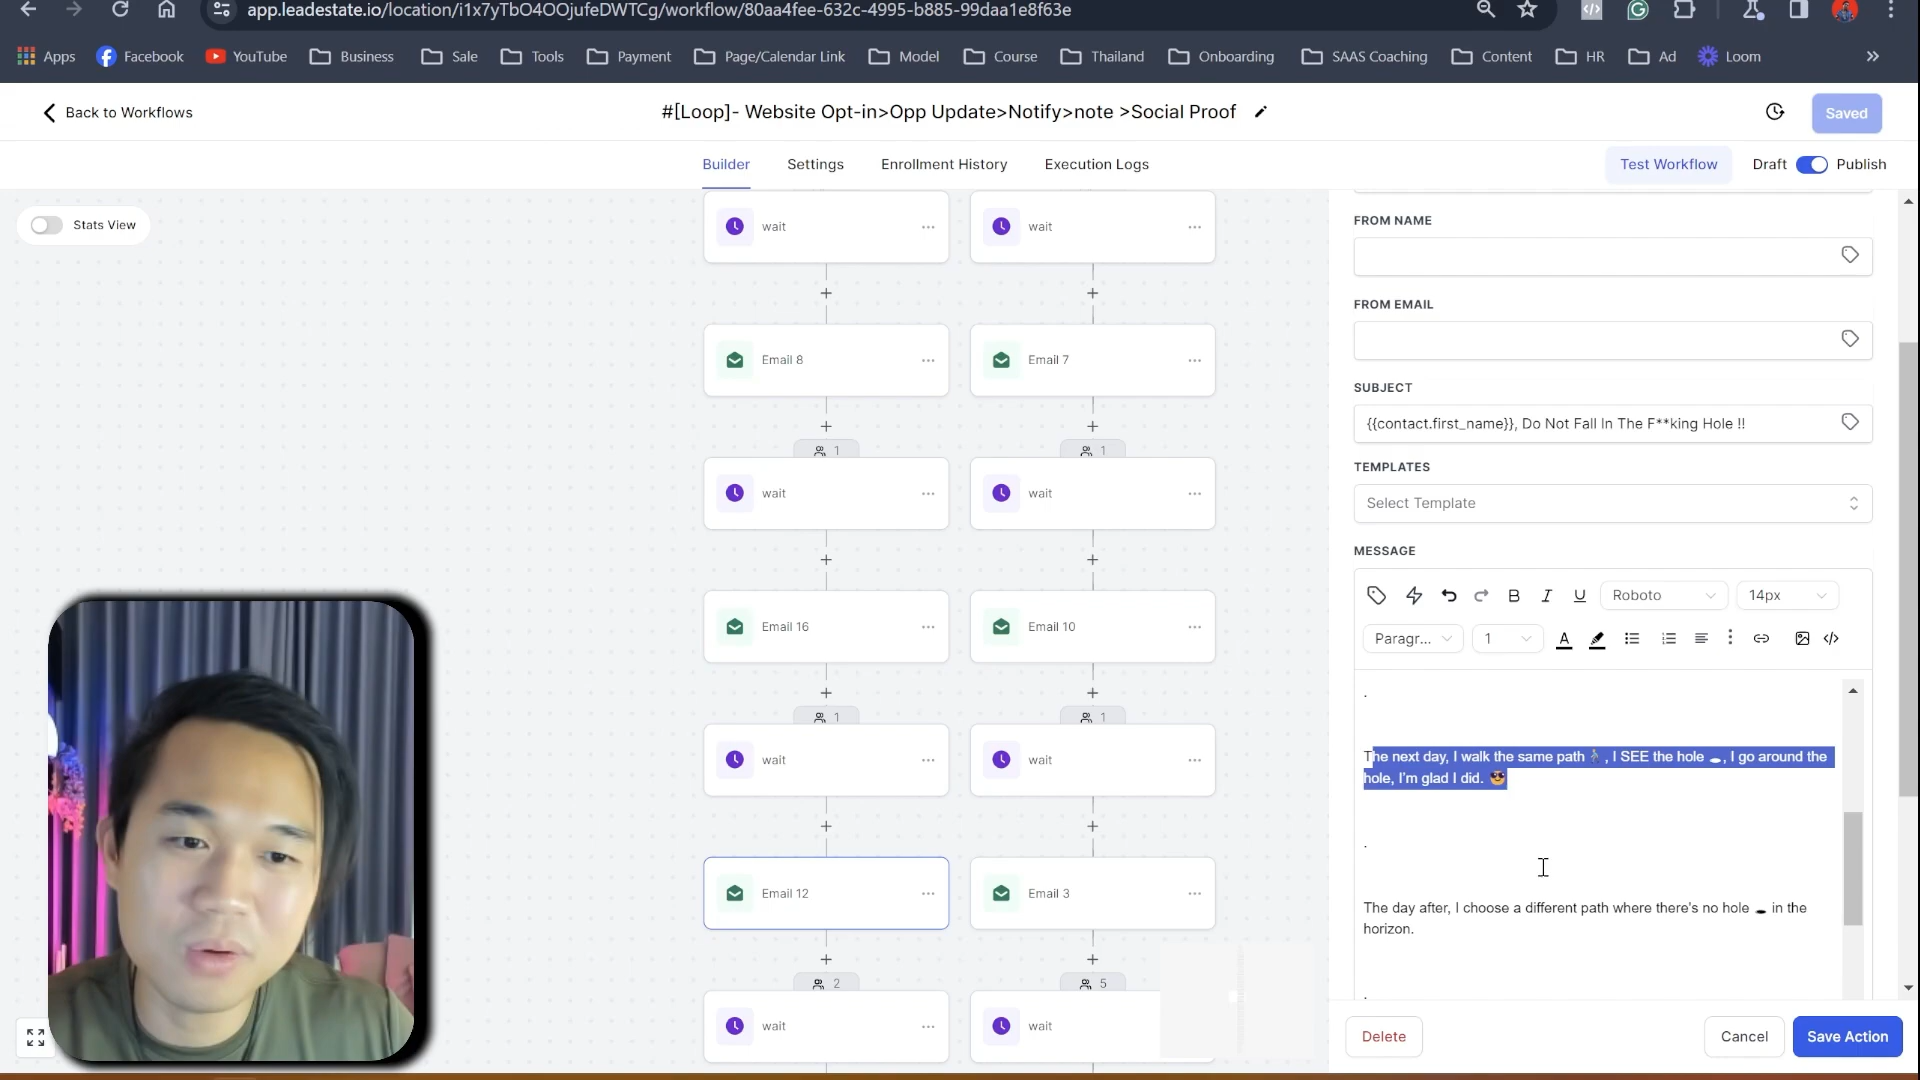 app.leadestate.io/location/i1x7yTbO4OOjufeDWTCg/workflow/80aa4fee-632c-4995-b885-99daa1e8f63e
Apps Facebook YouTube Business Sale Tools Payment Page/Calendar Link Model Course Thailand Onboarding SAAS Coaching Content HR Ad Loom
Back to Workflows
#[Loop]- Website Opt-in>Opp Update>Notify>note >Social Proof
Saved
Builder Settings Enrollment History Execution Logs
Test Workflow Draft Publish
Stats View
wait wait
Email 8 Email 7
1 1
wait wait
Email 16 Email 10
1 1
wait wait
Email 12 Email 3
2 5
wait wait
FROM NAME
FROM EMAIL
SUBJECT
{{contact.first_name}}, Do Not Fall In The F**king Hole !!
TEMPLATES
Select Template
MESSAGE
B I U Roboto 14px
Paragr... 1 A
.
The next day, I walk the same path 🚶, I SEE the hole 🕳️, I go around the
hole, I'm glad I did. 😎
.
The day after, I choose a different path where there's no hole 🕳️ in the
horizon.
.
Delete Cancel Save Action